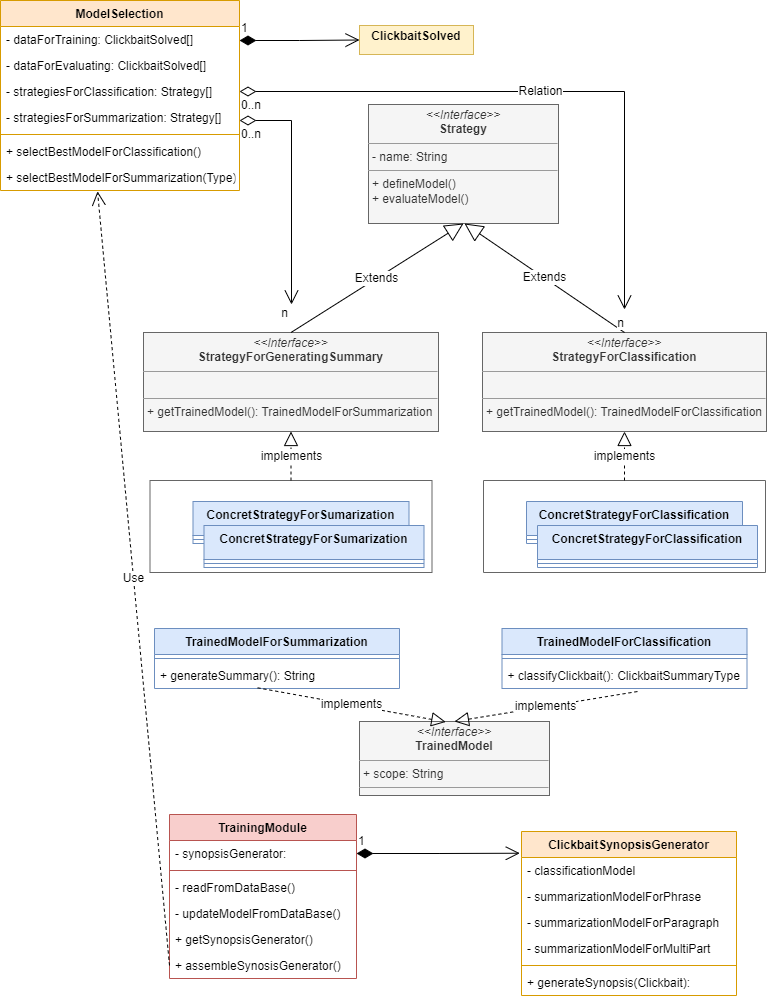 ModelSelection
- dataForTraining: ClickbaitSolved[]
- dataForEvaluating: ClickbaitSolved[]
- strategiesForClassification: Strategy[]
- strategiesForSummarization: Strategy[]
+ selectBestModelForClassification()
+ selectBestModelForSummarization(Type)
1
ClickbaitSolved
0..n
0..n
Relation
<<Interface>>
Strategy
- name: String
+ defineModel()
+ evaluateModel()
Extends
Extends
n
n
<<Interface>>
StrategyForGeneratingSummary
+ getTrainedModel(): TrainedModelForSummarization
<<Interface>>
StrategyForClassification
+ getTrainedModel(): TrainedModelForClassification
implements
implements
ConcretStrategyForSumarization
ConcretStrategyForSumarization
ConcretStrategyForClassification
ConcretStrategyForClassification
Use
TrainedModelForSummarization
+ generateSummary(): String
TrainedModelForClassification
+ classifyClickbait(): ClickbaitSummaryType
implements
implements
<<Interface>>
TrainedModel
+ scope: String
TrainingModule
- synopsisGenerator:
- readFromDataBase()
- updateModelFromDataBase()
+ getSynopsisGenerator()
+ assembleSynosisGenerator()
1
ClickbaitSynopsisGenerator
- classificationModel
- summarizationModelForPhrase
- summarizationModelForParagraph
- summarizationModelForMultiPart
+ generateSynopsis(Clickbait):